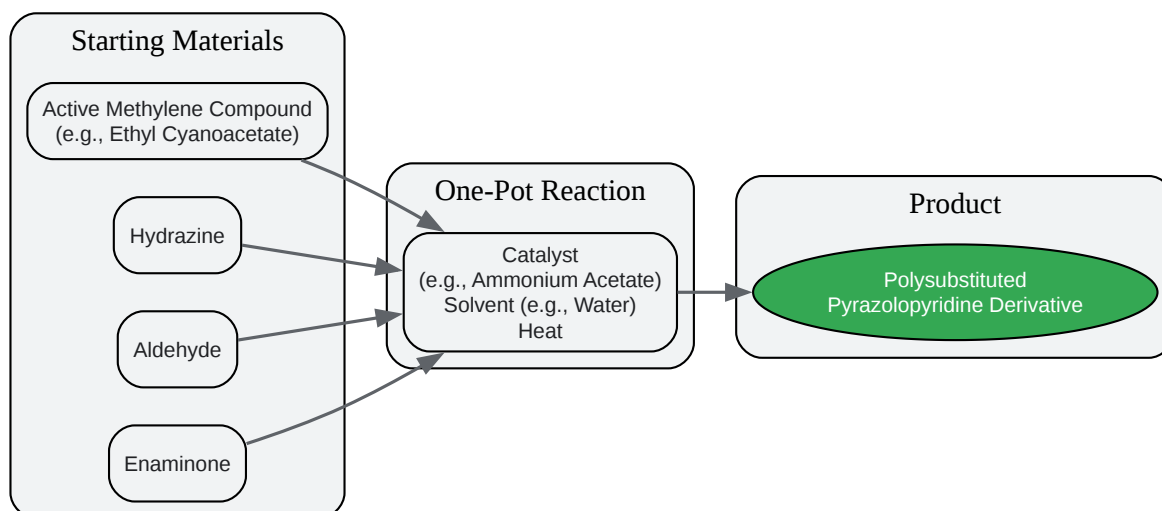 Starting Materials
Active Methylene Compound
(e.g., Ethyl Cyanoacetate)
Hydrazine
Aldehyde
Enaminone
One-Pot Reaction
Catalyst
(e.g., Ammonium Acetate)
Solvent (e.g., Water)
Heat
Product
Polysubstituted
Pyrazolopyridine Derivative